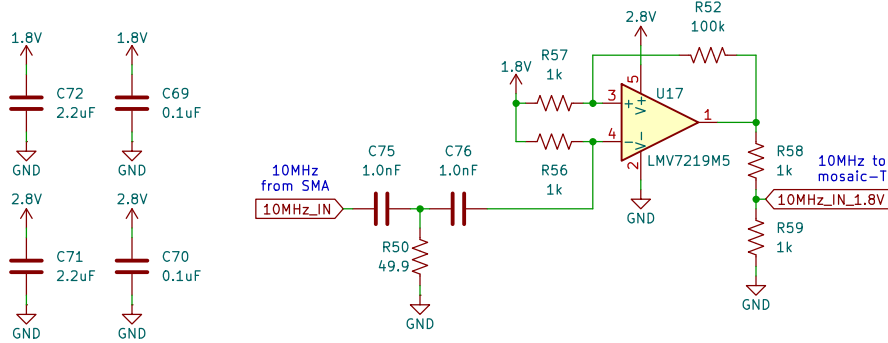 1.8V
C72
2.2uF
GND
1.8V
C69
0.1uF
GND
2.8V
C71
2.2uF
GND
2.8V
C70
0.1uF
GND
10MHz
from SMA
10MHz_IN
C75
1.0nF
C76
1.0nF
R50
49.9
GND
1.8V
R57
1k
R56
1k
2.8V
R52
100k
U17
LMV7219M5
3
+
4
-
5
V+
V-
2
1
GND
R58
1k
10MHz to
mosaic-T
10MHz_IN_1.8V
R59
1k
GND